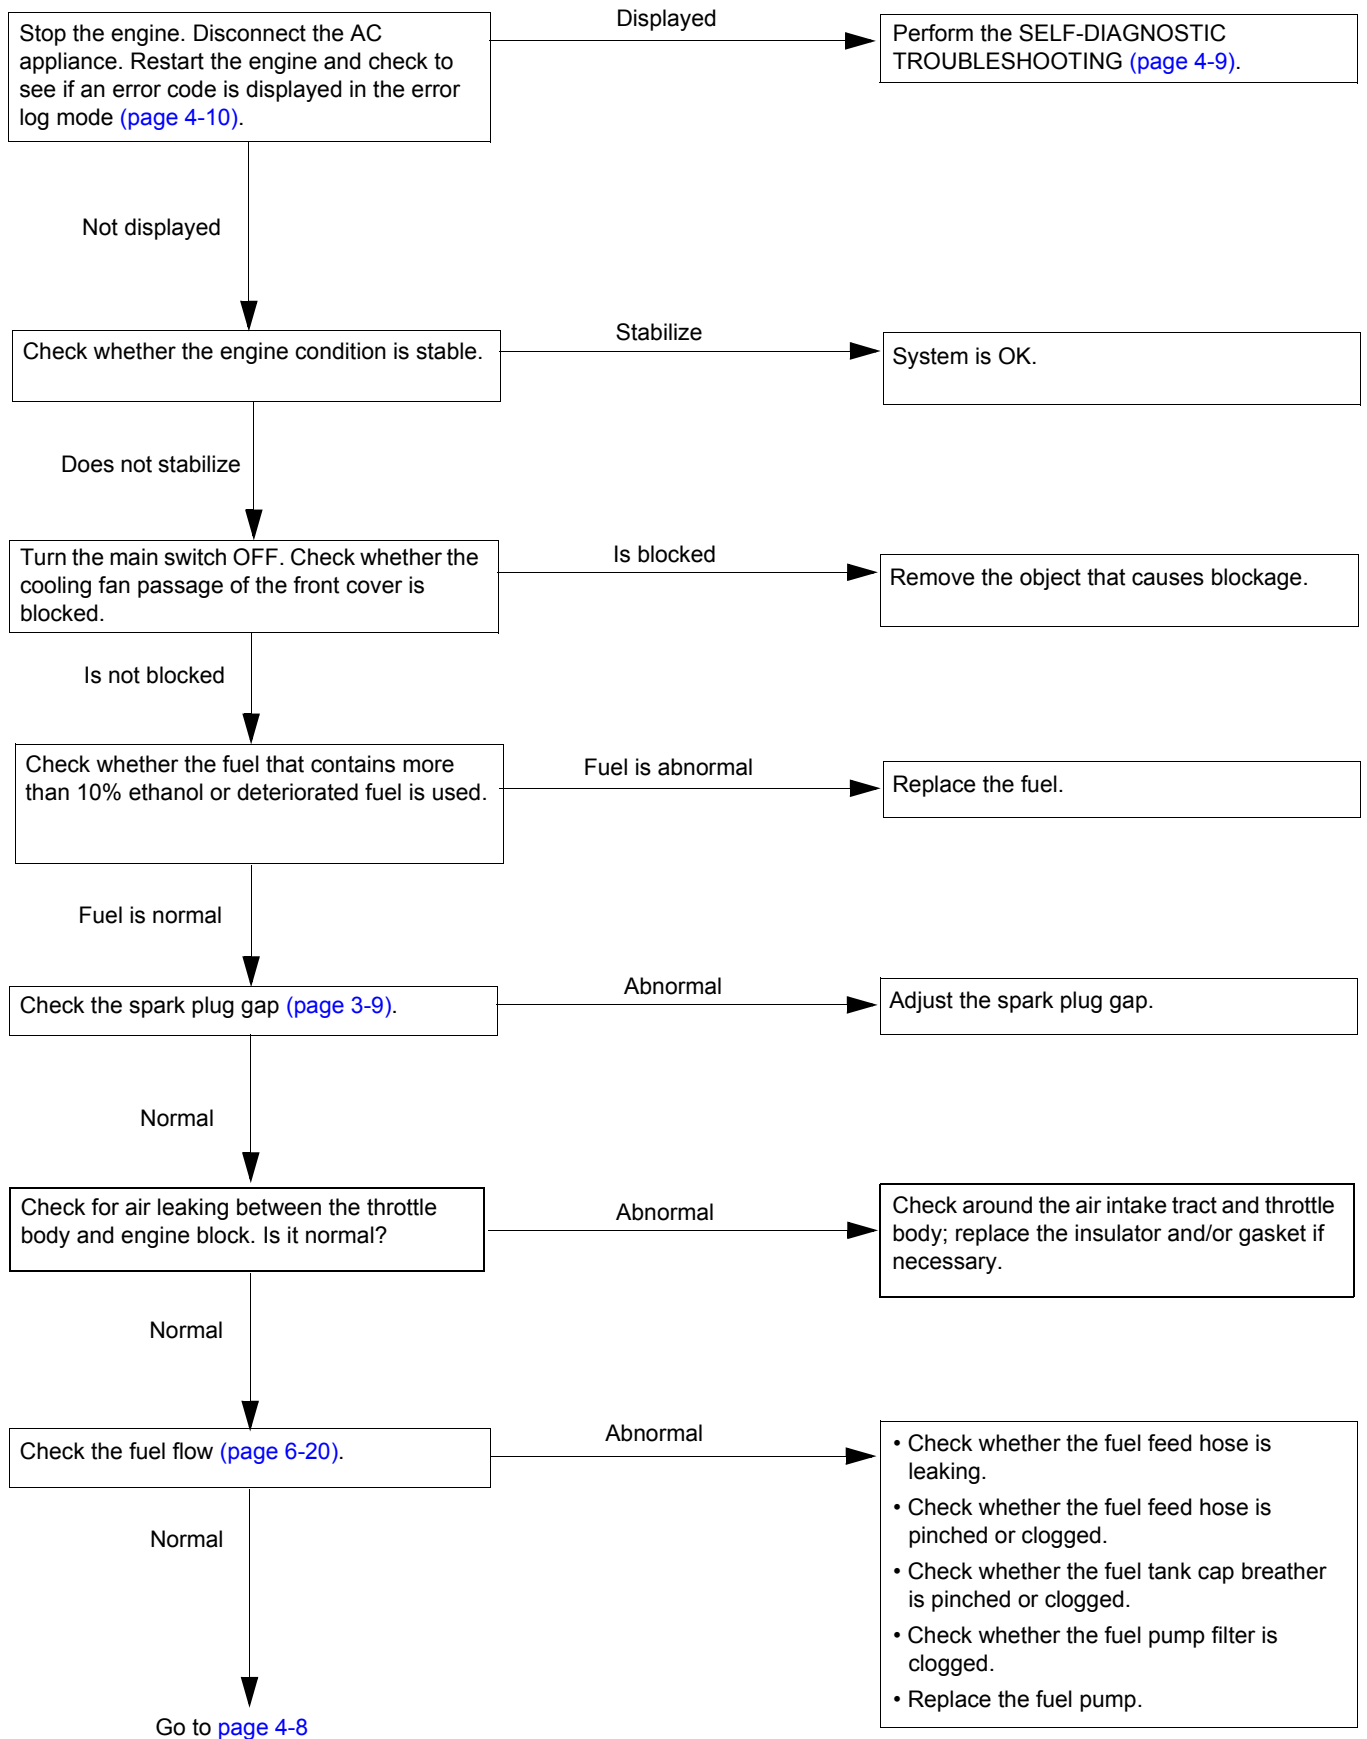 Stop the engine. Disconnect the AC
appliance. Restart the engine and check to
see if an error code is displayed in the error
log mode (page 4-10).
Displayed
Perform the SELF-DIAGNOSTIC
TROUBLESHOOTING (page 4-9).
Not displayed
Check whether the engine condition is stable.
Stabilize
System is OK.
Does not stabilize
Turn the main switch OFF. Check whether the
cooling fan passage of the front cover is
blocked.
Is blocked
Remove the object that causes blockage.
Is not blocked
Check whether the fuel that contains more
than 10% ethanol or deteriorated fuel is used.
Fuel is abnormal
Replace the fuel.
Fuel is normal
Check the spark plug gap (page 3-9).
Abnormal
Adjust the spark plug gap.
Normal
Check for air leaking between the throttle
body and engine block. Is it normal?
Abnormal
Check around the air intake tract and throttle
body; replace the insulator and/or gasket if
necessary.
Normal
Check the fuel flow (page 6-20).
Abnormal
• Check whether the fuel feed hose is
leaking.
• Check whether the fuel feed hose is
pinched or clogged.
• Check whether the fuel tank cap breather
is pinched or clogged.
• Check whether the fuel pump filter is
clogged.
• Replace the fuel pump.
Normal
Go to page 4-8